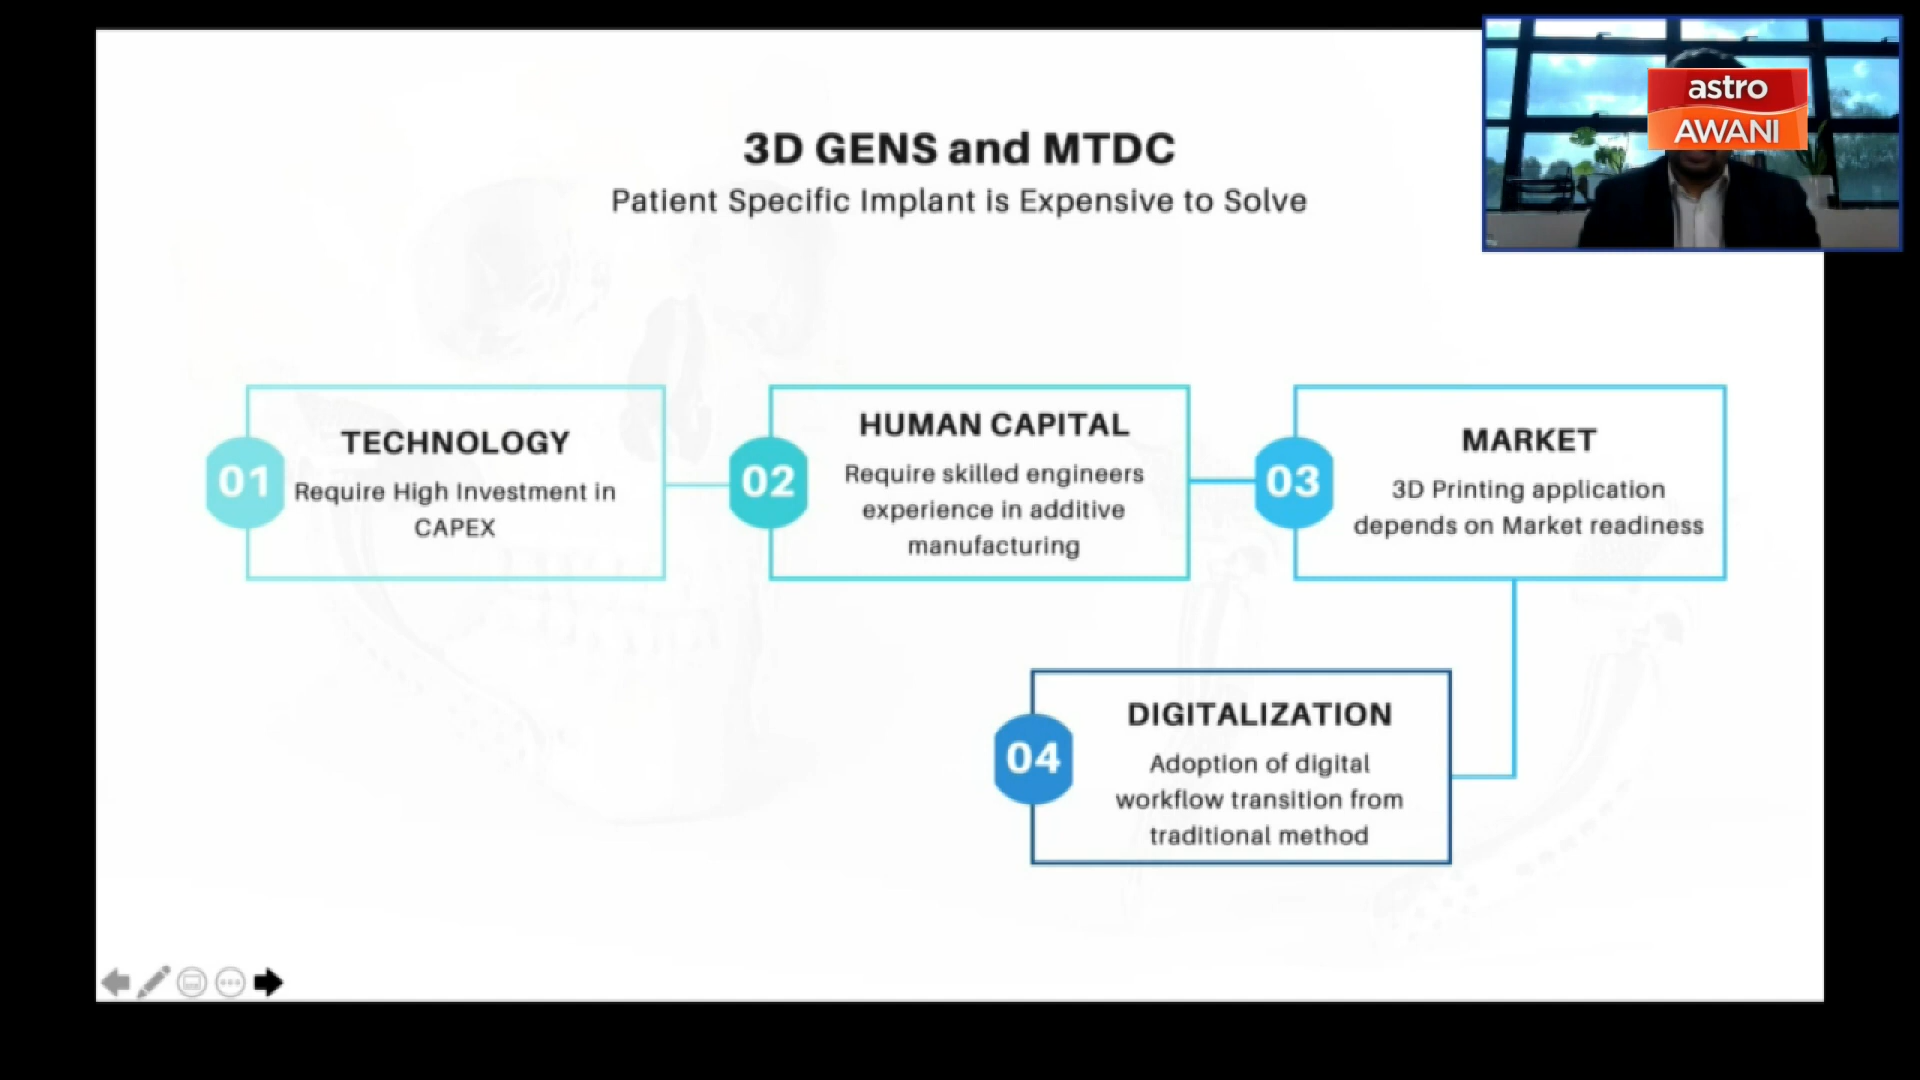 astro
AWANI
3D GENS and MTDC
Patient Specific Implant is Expensive to Solve
01
TECHNOLOGY
Require High Investment in
CAPEX
02
HUMAN CAPITAL
Require skilled engineers
experience in additive
manufacturing
03
MARKET
3D Printing application
depends on Market readiness
04
DIGITALIZATION
Adoption of digital
workflow transition from
traditional method